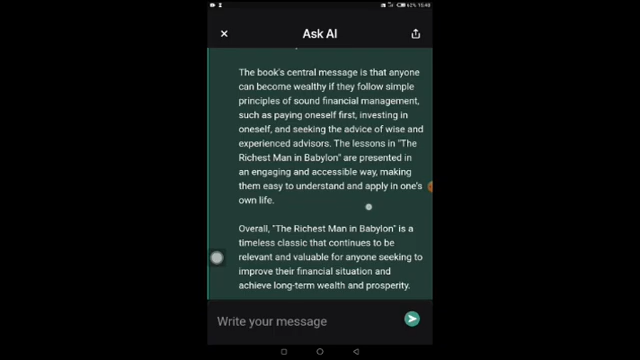 62% 15:48
Ask AI
The book's central message is that anyone
can become wealthy if they follow simple
principles of sound financial management,
such as paying oneself first, investing in
oneself, and seeking the advice of wise and
experienced advisors. The lessons in "The
Richest Man in Babylon" are presented in
an engaging and accessible way, making
them easy to understand and apply in one's
own life.
Overall, "The Richest Man in Babylon" is a
timeless classic that continues to be
relevant and valuable for anyone seeking to
improve their financial situation and
achieve long-term wealth and prosperity.
Write your message